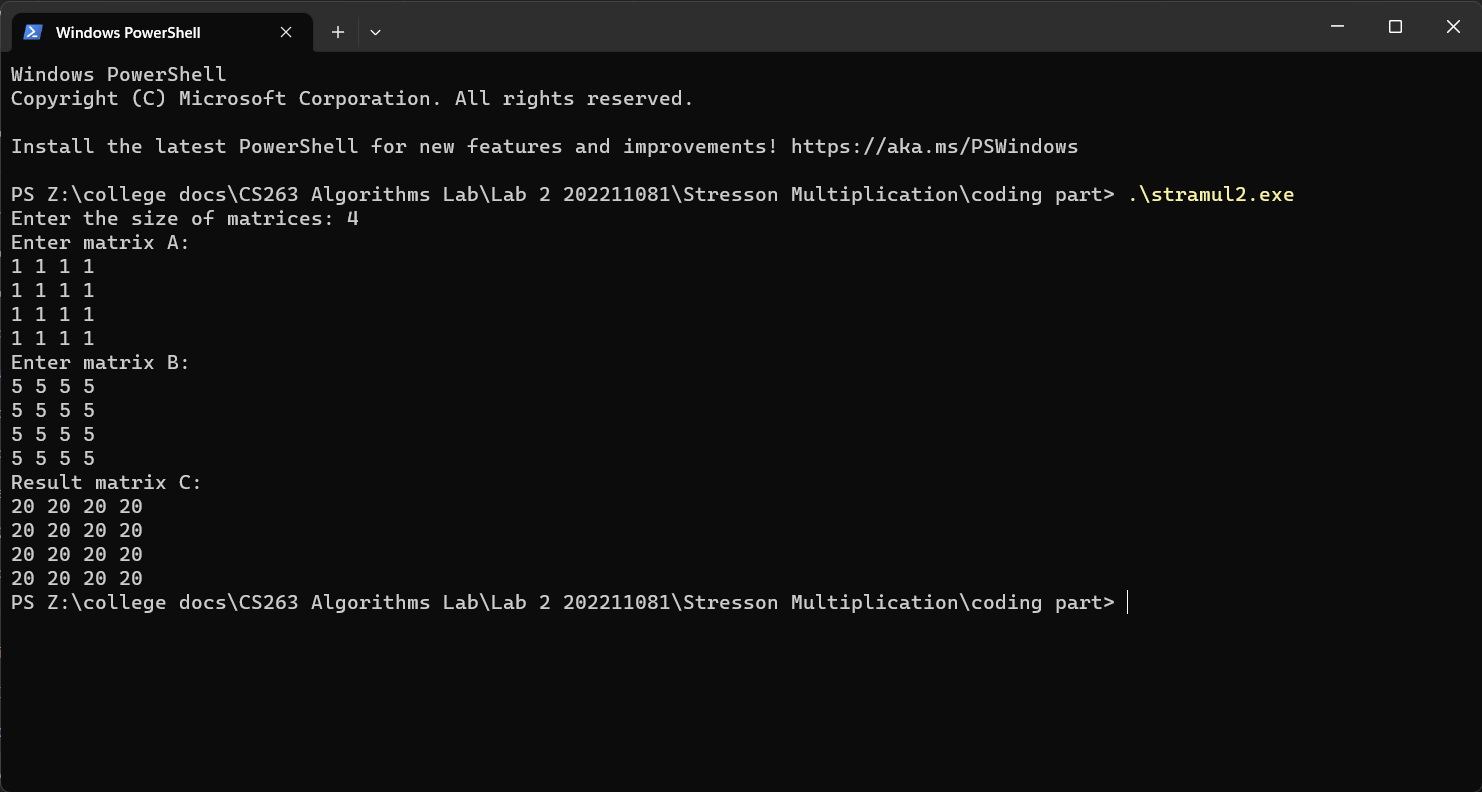 Windows PowerShell
Windows PowerShell
Copyright (C) Microsoft Corporation. All rights reserved.
Install the latest PowerShell for new features and improvements! https://aka.ms/PSWindows
PS Z:\college docs\CS263 Algorithms Lab\Lab 2 202211081\Stresson Multiplication\coding part> .\stramul2.exe
Enter the size of matrices: 4
Enter matrix A:
1 1 1 1
1 1 1 1
1 1 1 1
1 1 1 1
Enter matrix B:
5 5 5 5
5 5 5 5
5 5 5 5
5 5 5 5
Result matrix C:
20 20 20 20
20 20 20 20
20 20 20 20
20 20 20 20
PS Z:\college docs\CS263 Algorithms Lab\Lab 2 202211081\Stresson Multiplication\coding part>